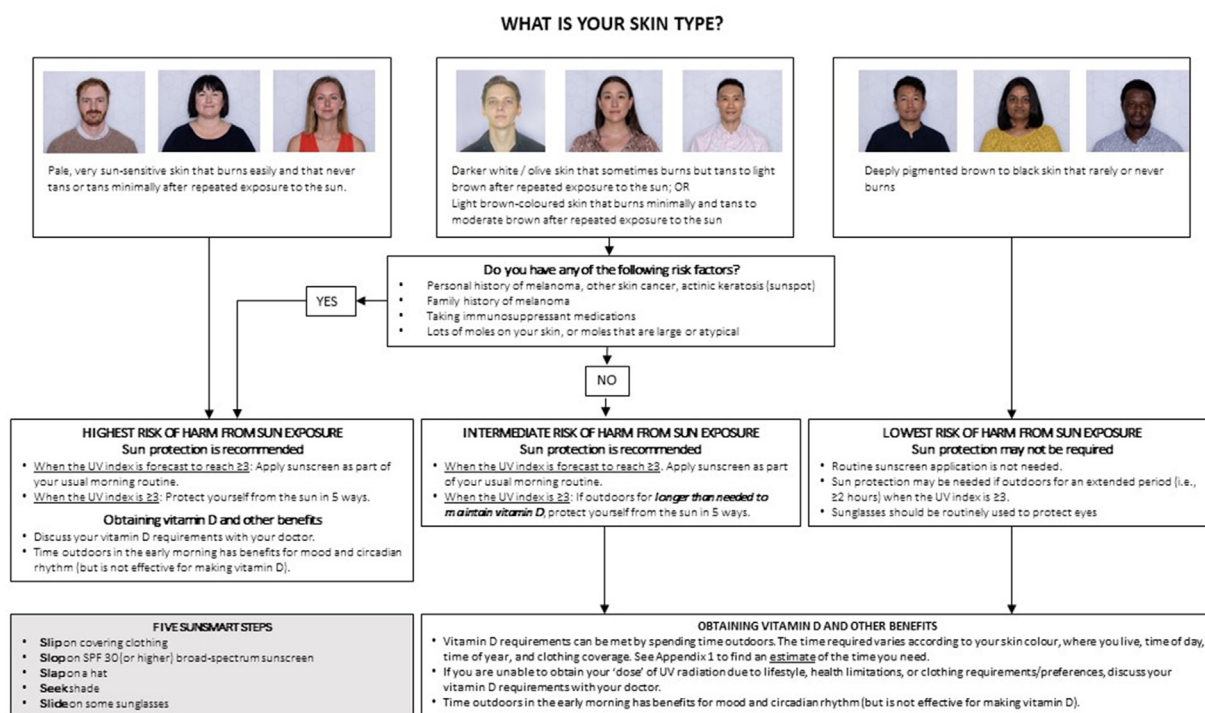 WHAT IS YOUR SKIN TYPE?
Pale, very sun-sensitive skin that burns easily and that never
tans or tans minimally after repeated exposure to the sun.
Darker white / olive skin that sometimes burns but tans to light
brown after repeated exposure to the sun; OR
Light brown-coloured skin that burns minimally and tans to
moderate brown after repeated exposure to the sun
Deeply pigmented brown to black skin that rarely or never
burns
Do you have any of the following risk factors?
• Personal history of melanoma, other skin cancer, actinic keratosis (sunspot)
• Family history of melanoma
• Taking immunosuppressant medications
• Lots of moles on your skin, or moles that are large or atypical
YES
NO
HIGHEST RISK OF HARM FROM SUN EXPOSURE
Sun protection is recommended
• When the UV index is forecast to reach ≥3: Apply sunscreen as part of
your usual morning routine.
• When the UV index is ≥3: Protect yourself from the sun in 5 ways.
Obtaining vitamin D and other benefits
• Discuss your vitamin D requirements with your doctor.
• Time outdoors in the early morning has benefits for mood and circadian
rhythm (but is not effective for making vitamin D).
INTERMEDIATE RISK OF HARM FROM SUN EXPOSURE
Sun protection is recommended
• When the UV index is forecast to reach ≥3. Apply sunscreen as part
of your usual morning routine.
• When the UV index is ≥3: If outdoors for longer than needed to
maintain vitamin D, protect yourself from the sun in 5 ways.
LOWEST RISK OF HARM FROM SUN EXPOSURE
Sun protection may not be required
• Routine sunscreen application is not needed.
• Sun protection may be needed if outdoors for an extended period (i.e.,
≥2 hours) when the UV index is ≥3.
• Sunglasses should be routinely used to protect eyes
FIVE SUNSMART STEPS
• Slip on covering clothing
• Slop on SPF 30 (or higher) broad-spectrum sunscreen
• Slap on a hat
• Seek shade
• Slide on some sunglasses
OBTAINING VITAMIN D AND OTHER BENEFITS
• Vitamin D requirements can be met by spending time outdoors. The time required varies according to your skin colour, where you live, time of day,
time of year, and clothing coverage. See Appendix 1 to find an estimate of the time you need.
• If you are unable to obtain your ‘dose’ of UV radiation due to lifestyle, health limitations, or clothing requirements/preferences, discuss your
vitamin D requirements with your doctor.
• Time outdoors in the early morning has benefits for mood and circadian rhythm (but is not effective for making vitamin D).